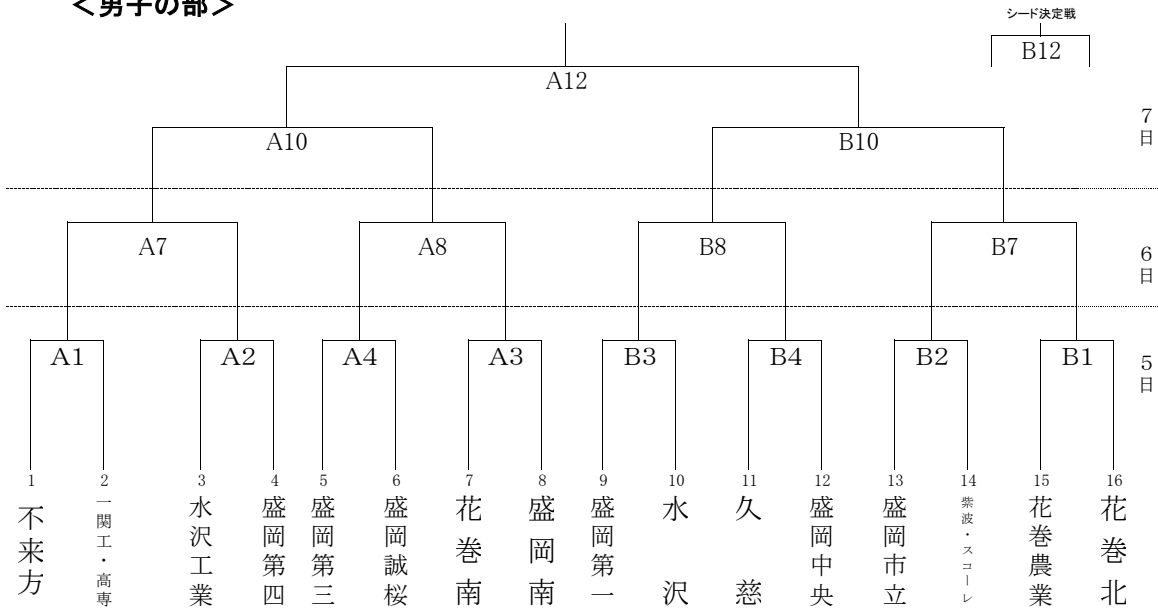 ＜男子の部＞
シード決定戦
B12
A12
7日
A10
B10
A7
A8
B8
B7
6日
A1
A2
A4
A3
B3
B4
B2
B1
5日
1
2
3
4
5
6
7
8
9
10
11
12
13
14
15
16
不来方
一関工・高専
水沢工業
盛岡第四
盛岡第三
盛岡誠桜
花巻南
盛岡南
盛岡第一
水沢
久慈
盛岡中央
盛岡市立
紫波・スコーレ
花巻農業
花巻北